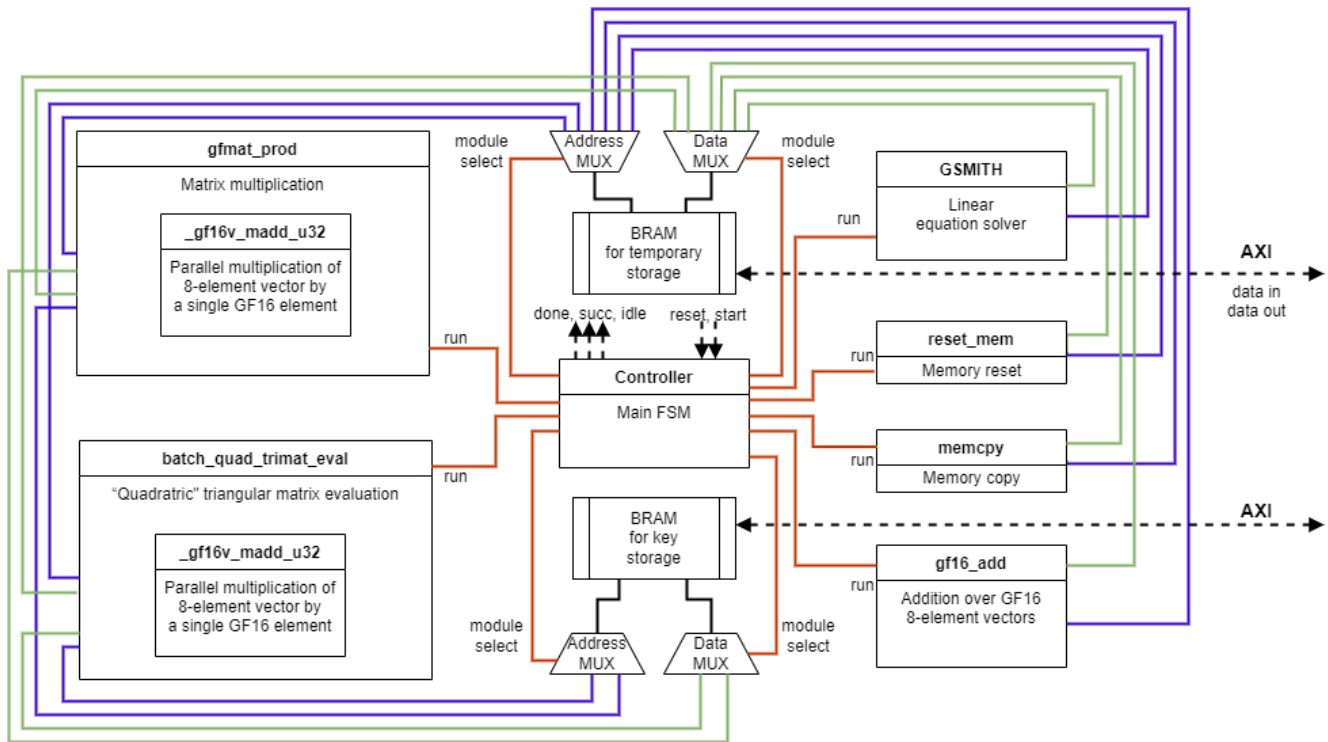 gfmat_prod
Matrix multiplication
_gf16v_madd_u32
Parallel multiplication of
8-element vector by
a single GF16 element
run
batch_quad_trimat_eval
“Quadratric" triangular matrix evaluation
_gf16v_madd_u32
Parallel multiplication of
8-element vector by
a single GF16 element
run
module
select
Address
MUX
Data
MUX
module
select
BRAM
for temporary
storage
done, succ, idle
reset, start
Controller
Main FSM
BRAM
for key
storage
module
select
Address
MUX
Data
MUX
module
select
run
GSMITH
Linear
equation solver
AXI
data in
data out
run
reset_mem
Memory reset
run
memcpy
Memory copy
AXI
run
gf16_add
Addition over GF16
8-element vectors